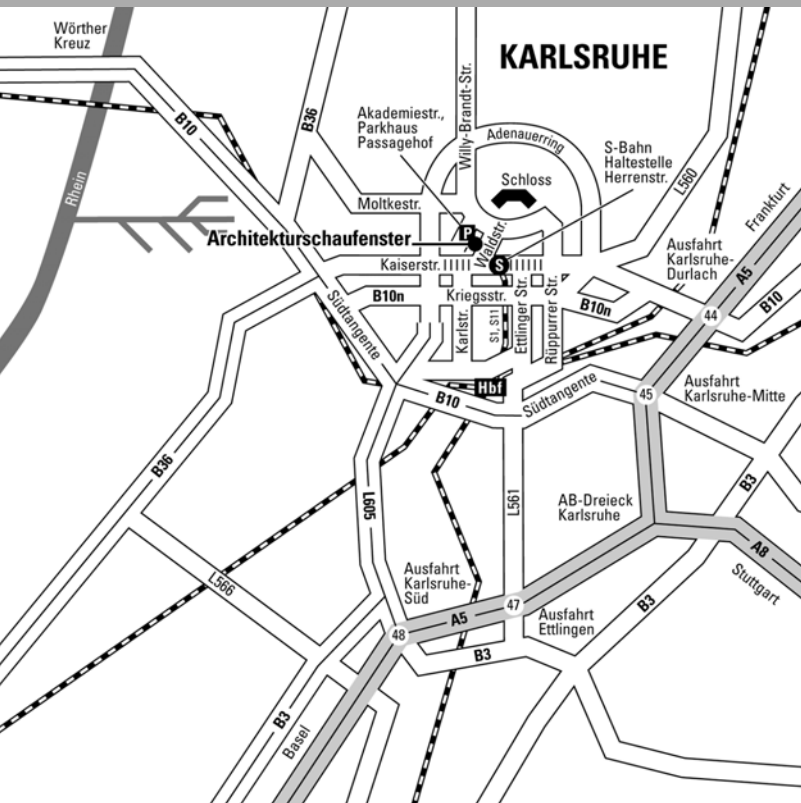 Wörther
Kreuz
KARLSRUHE
B36
B10
Willy-Brandt-Str.
Akademiestr.,
Parkhaus
Passagehof
Adenauerring
S-Bahn
Haltestelle
Herrenstr.
Rhein
Schloss
L560
Moltkestr.
Frankfurt
P
Waldstr.
Architekturschaufenster
Ausfahrt
Karlsruhe-
Durlach
A5
Kaiserstr.
S
B10n
Kriegsstr.
B10n
B10
44
Südtangente
Karlstr.
S1, S11
Ettlinger Str.
Rüppurrer Str.
Hbf
Ausfahrt
Karlsruhe-Mitte
45
B10
Südtangente
B36
L605
L561
AB-Dreieck
Karlsruhe
B3
A8
Stuttgart
L566
Ausfahrt
Karlsruhe-
Süd
47
A5
Ausfahrt
Ettlingen
B3
48
B3
B3
Basel